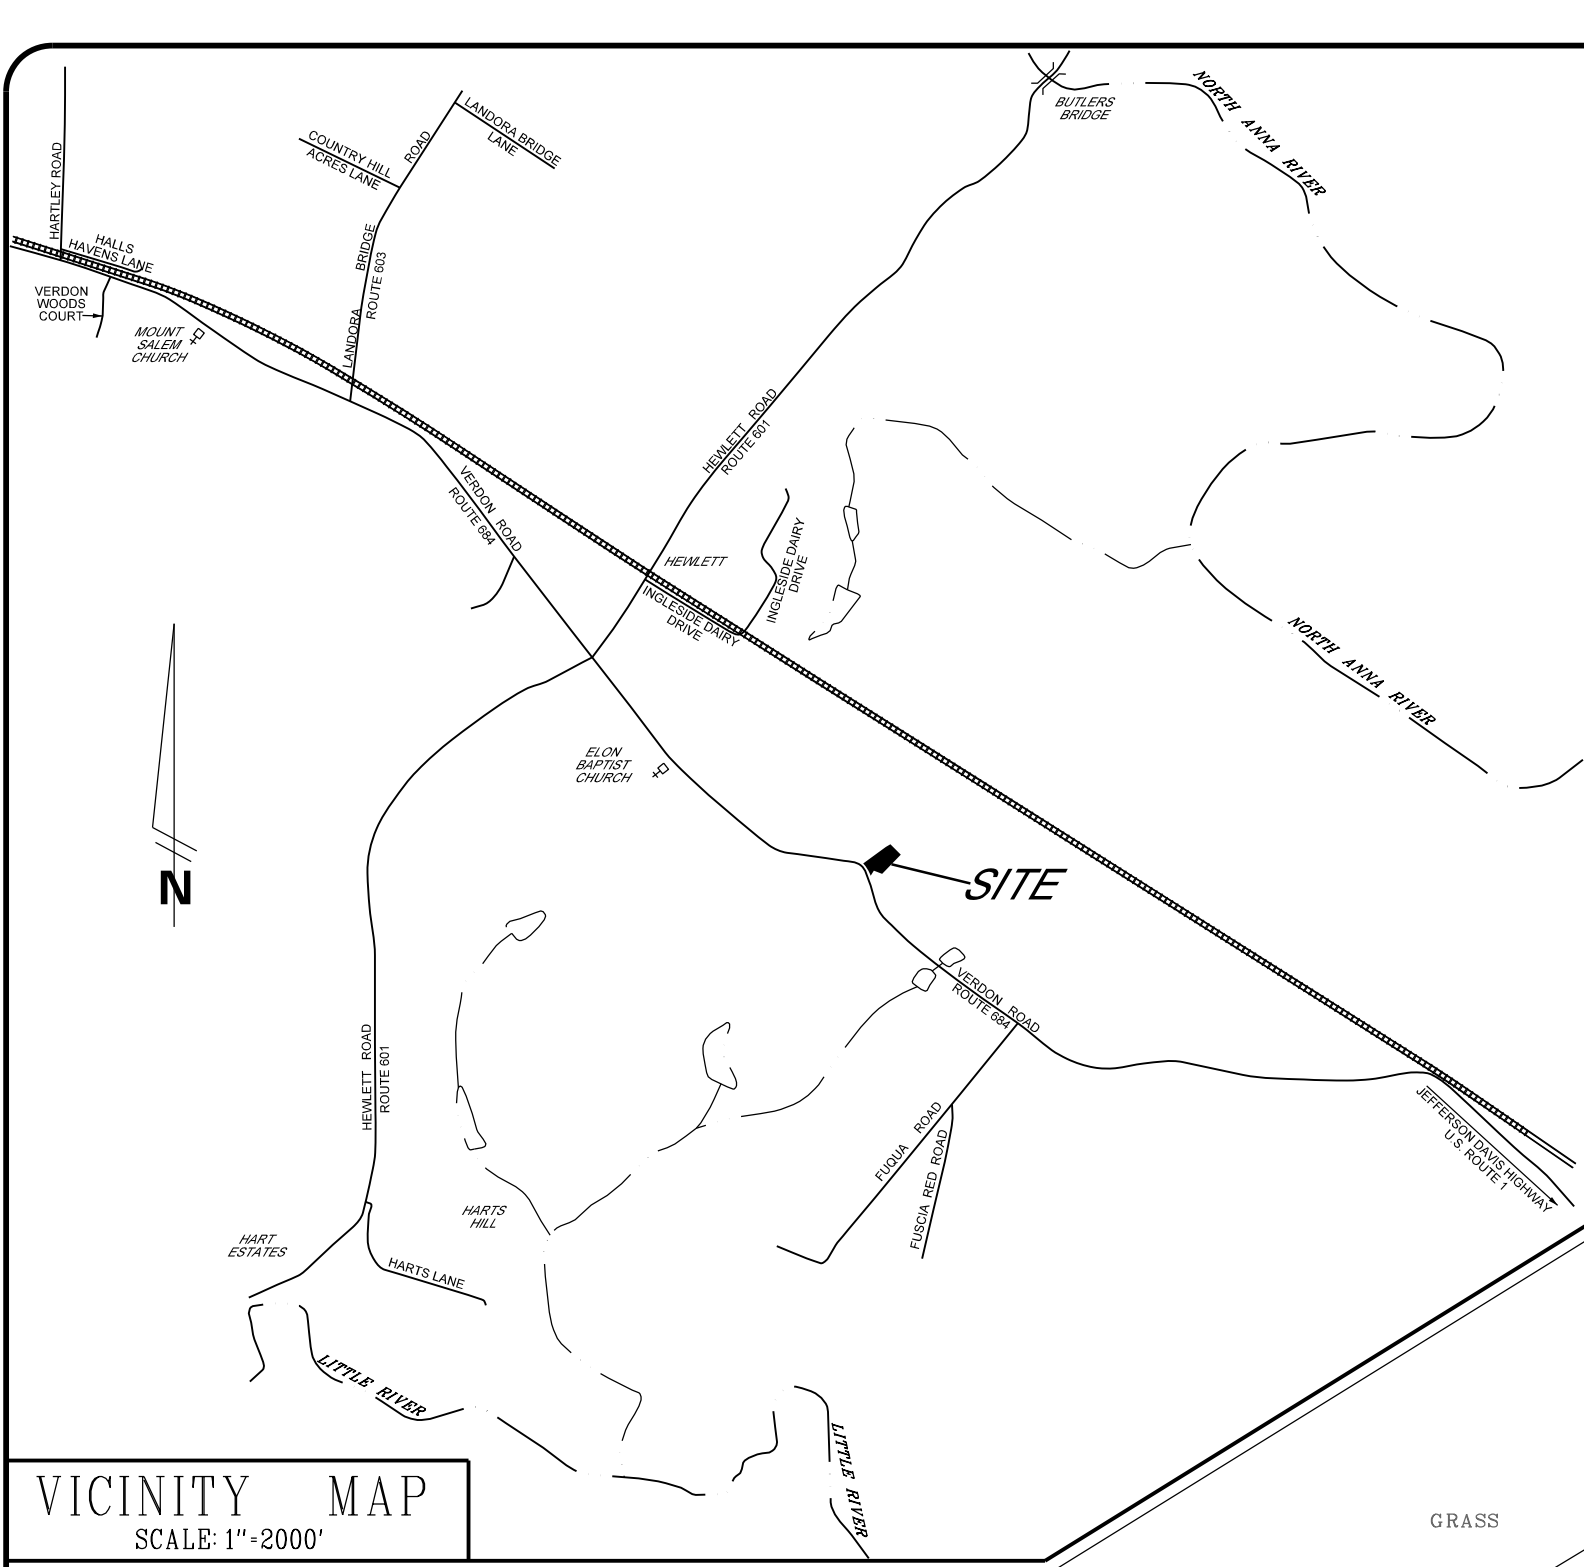 BUTLERS
BRIDGE
NORTH ANNA RIVER
LANDORA BRIDGE
LANE
COUNTRY HILL
ACRES LANE
ROAD
HARTLEY ROAD
HALLS
HAVENS LANE
BRIDGE
ROUTE 603
LANDORA
VERDON
WOODS
COURT
MOUNT
SALEM
CHURCH
HEWLETT ROAD
ROUTE 601
VERDON ROAD
ROUTE 684
HEWLETT
INGLESIDE DAIRY
DRIVE
INGLESIDE DAIRY
DRIVE
NORTH ANNA RIVER
ELON
BAPTIST
CHURCH
N
SITE
VERDON ROAD
ROUTE 684
HEWLETT ROAD
ROUTE 601
JEFFERSON DAVIS HIGHWAY
U.S. ROUTE 1
FUQUA ROAD
FUSCIA RED ROAD
HARTS
HILL
HART
ESTATES
HARTS LANE
LITTLE RIVER
LITTLE RIVER
VICINITY MAP
SCALE: 1"=2000'
GRASS